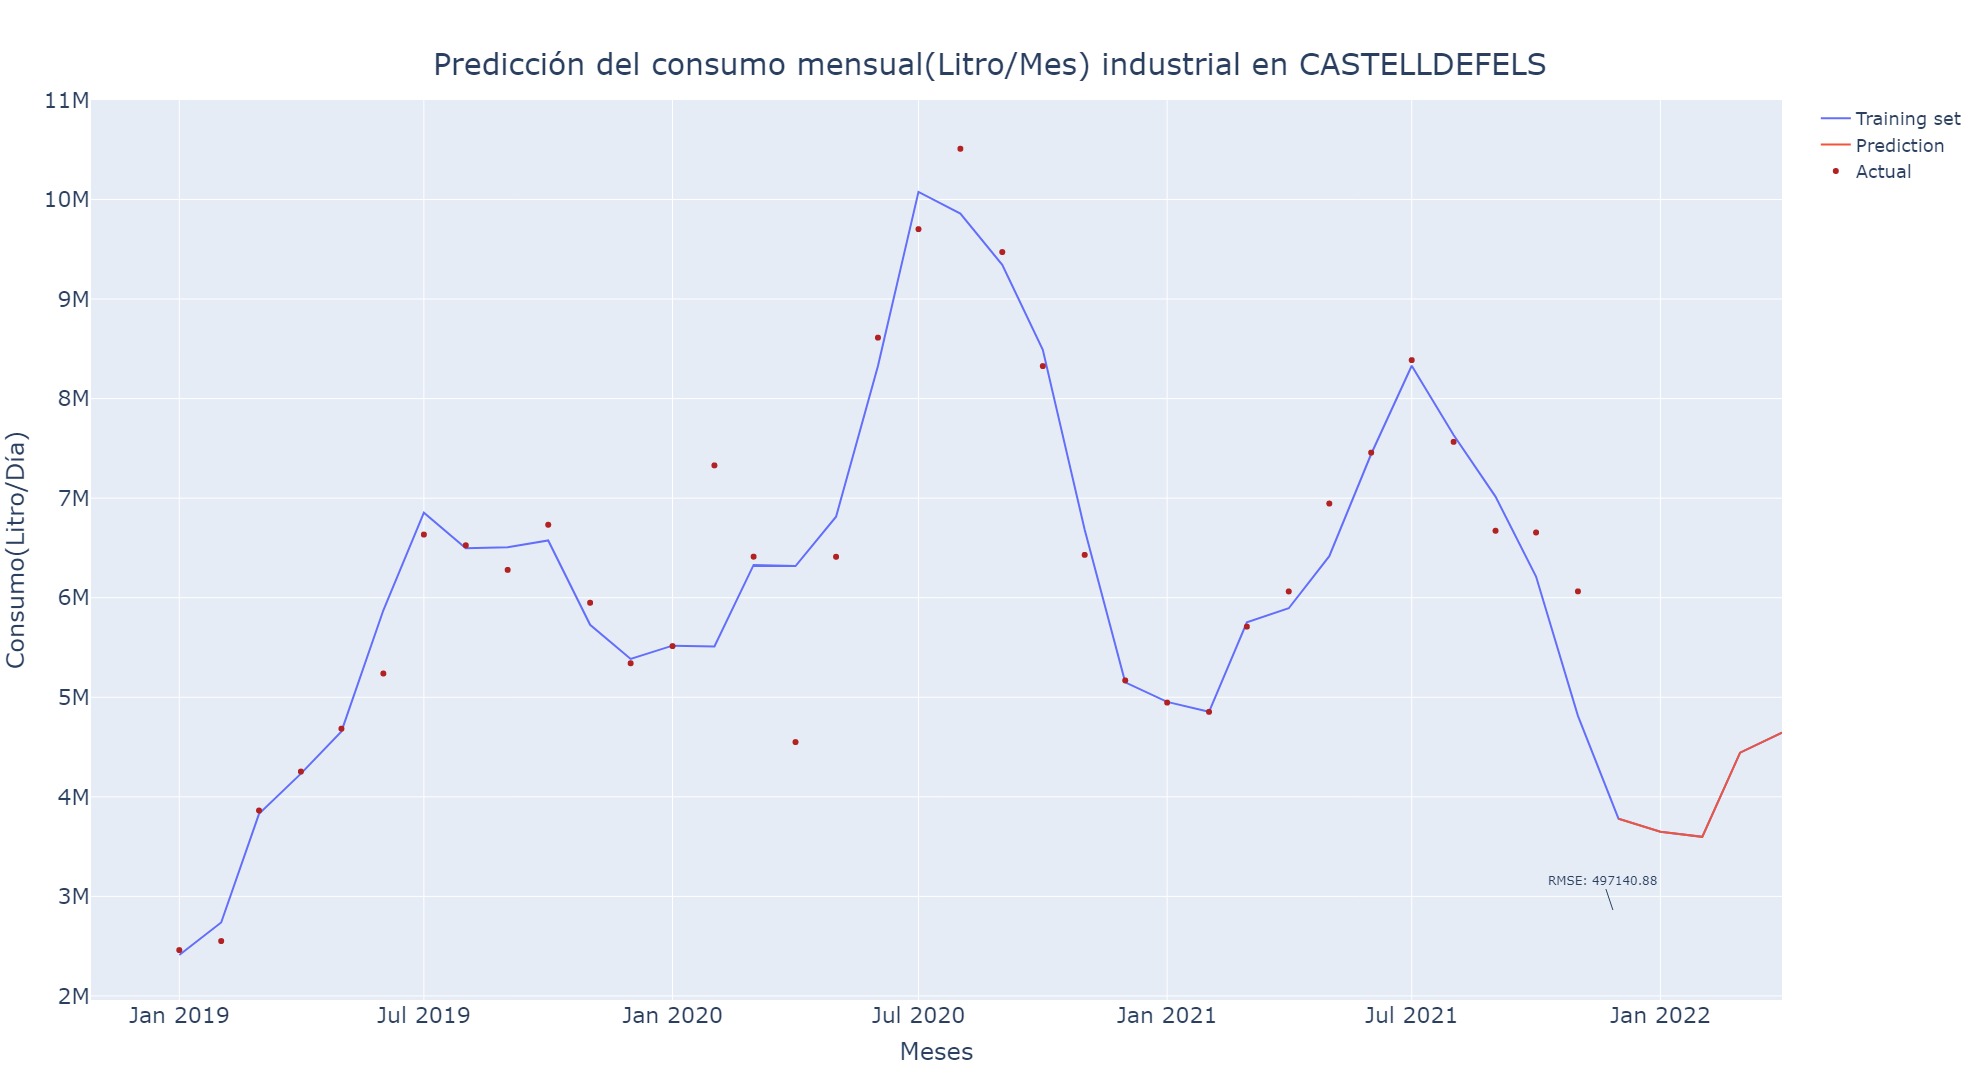 Predicción del consumo mensual(Litro/Mes) industrial en CASTELLDEFELS
Training set
Prediction
Actual
11M
10M
9M
8M
7M
6M
5M
4M
3M
2M
Consumo(Litro/Día)
RMSE: 497140.88
Jan 2019
Jul 2019
Jan 2020
Jul 2020
Jan 2021
Jul 2021
Jan 2022
Meses